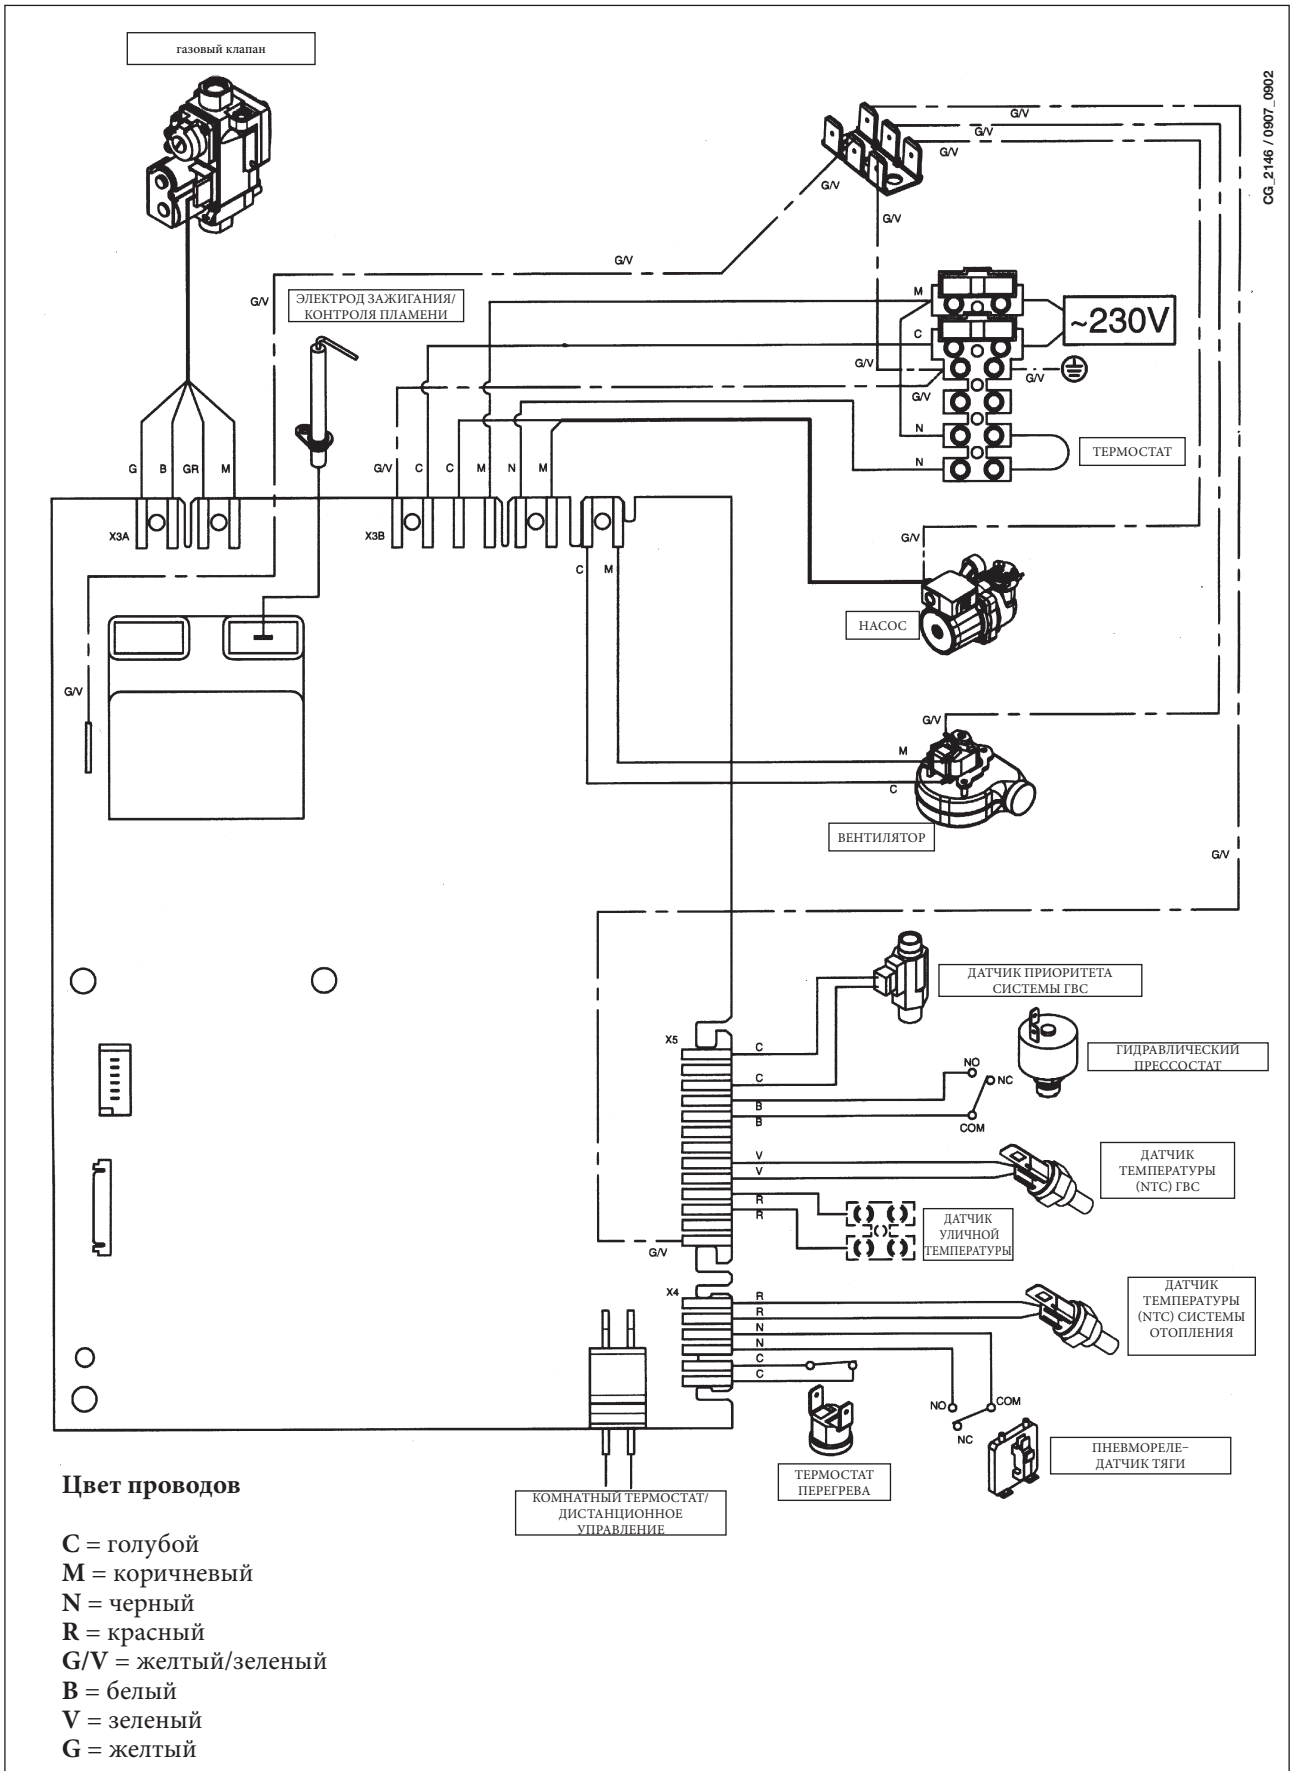 газовый клапан
CG_2146 / 0907_0902
G/V
G/V
G/V
G/V
G/V
G/V
G/V
ЭЛЕКТРОД ЗАЖИГАНИЯ/
КОНТРОЛЯ ПЛАМЕНИ
M
~230V
C
G/V
G/V
G/V
N
ТЕРМОСТАТ
N
G
B
GR
M
G/V
C
C
M
N
M
X3A
X3B
G/V
C
M
НАСОС
G/V
G/V
M
C
ВЕНТИЛЯТОР
G/V
ДАТЧИК ПРИОРИТЕТА
СИСТЕМЫ ГВС
X5
C
ГИДРАВЛИЧЕСКИЙ
ПРЕССОСТАТ
NO
C
NC
B
B
COM
V
V
ДАТЧИК
ТЕМПЕРАТУРЫ
(NTC) ГВС
R
R
ДАТЧИК
УЛИЧНОЙ
ТЕМПЕРАТУРЫ
G/V
X4
R
R
N
N
C
C
ДАТЧИК
ТЕМПЕРАТУРЫ
(NTC) СИСТЕМЫ
ОТОПЛЕНИЯ
NO
COM
NC
ПНЕВМОРЕЛЕ-
ДАТЧИК ТЯГИ
ТЕРМОСТАТ
ПЕРЕГРЕВА
КОМНАТНЫЙ ТЕРМОСТАТ/
ДИСТАНЦИОННОЕ
УПРАВЛЕНИЕ
Цвет проводов
C = голубой
M = коричневый
N = черный
R = красный
G/V = желтый/зеленый
B = белый
V = зеленый
G = желтый